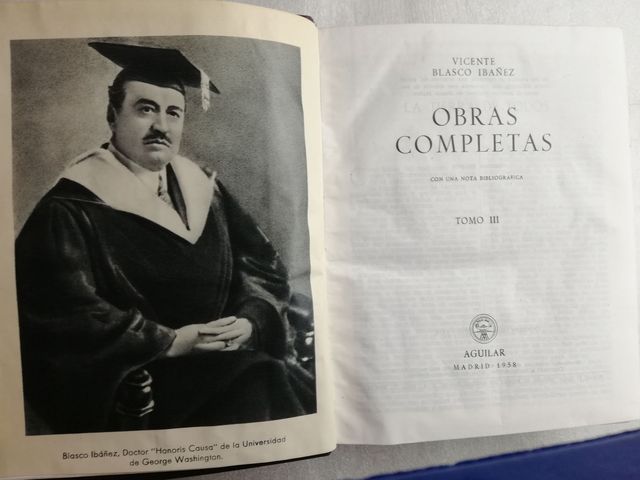 Blasco Ibáñez, Doctor "Honoris Causa" de la Universidad
de George Washington.
VICENTE
BLASCO IBAÑEZ
OBRAS
COMPLETAS
CON UNA NOTA BIBLIOGRAFICA
TOMO III
AGUILAR
MADRID - 1958